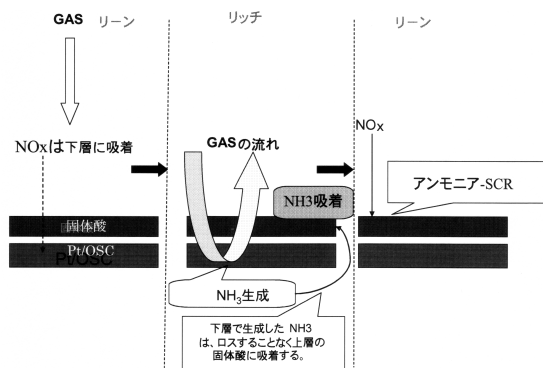 GAS リーン
リッチ
リーン
NOxは下層に吸着
GASの流れ
NOx
アンモニア-SCR
NH3吸着
固体酸
Pt/OSC
Pt/OSC
NH3生成
下層で生成した NH3
は、ロスすることなく上層の
固体酸に吸着する。